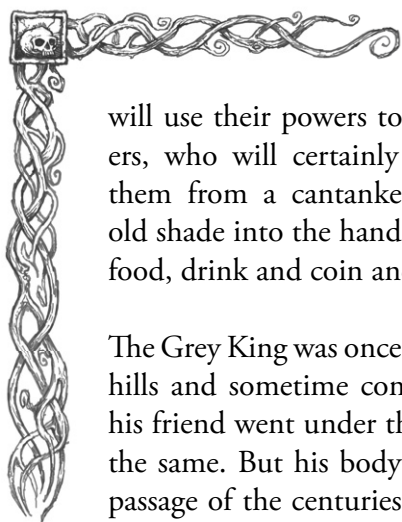 will use their powers to
ers, who will certainly
them from a cantanke
old shade into the hand
food, drink and coin an
The Grey King was once
hills and sometime con
his friend went under th
the same. But his body
passage of the centuries